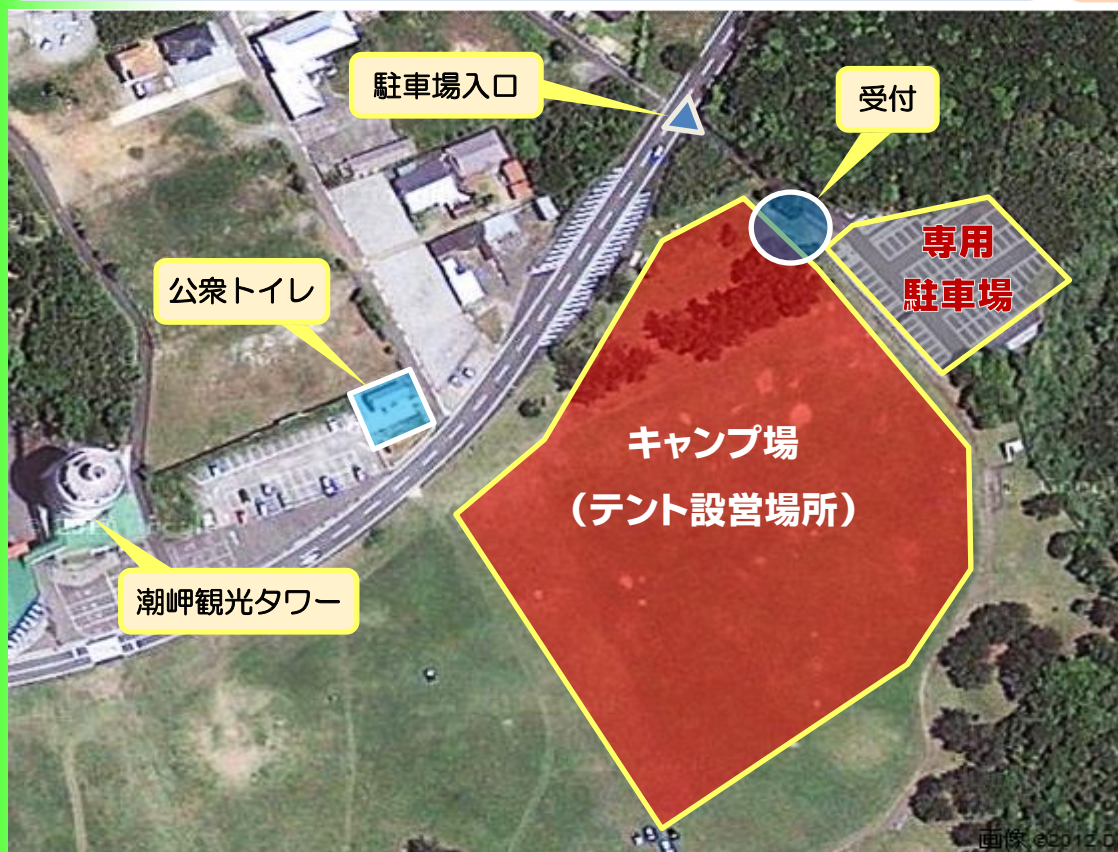 駐車場入口
受付
専用
駐車場
公衆トイレ
キャンプ場
（テント設営場所）
潮岬観光タワー
画像 ©2012 D